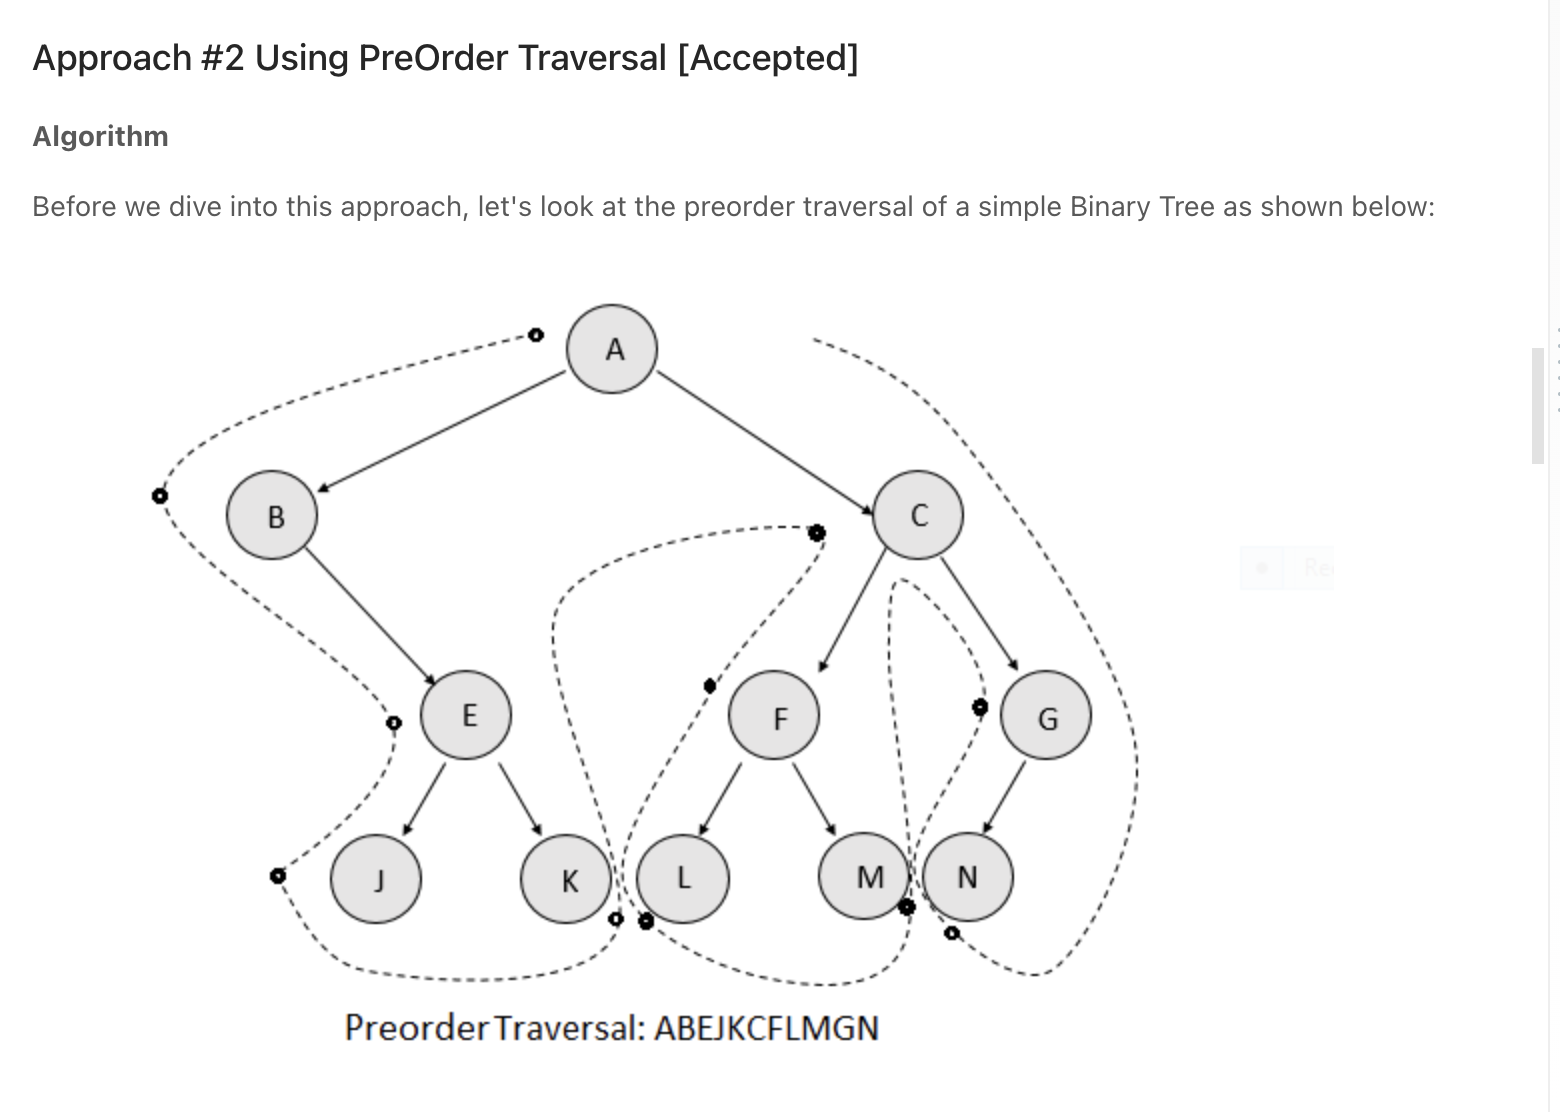 Approach #2 Using PreOrder Traversal [Accepted]
Algorithm
Before we dive into this approach, let's look at the preorder traversal of a simple Binary Tree as shown below:
A
B
C
E
F
G
J
K
L
M
N
Preorder Traversal: ABEJKCFLMGN